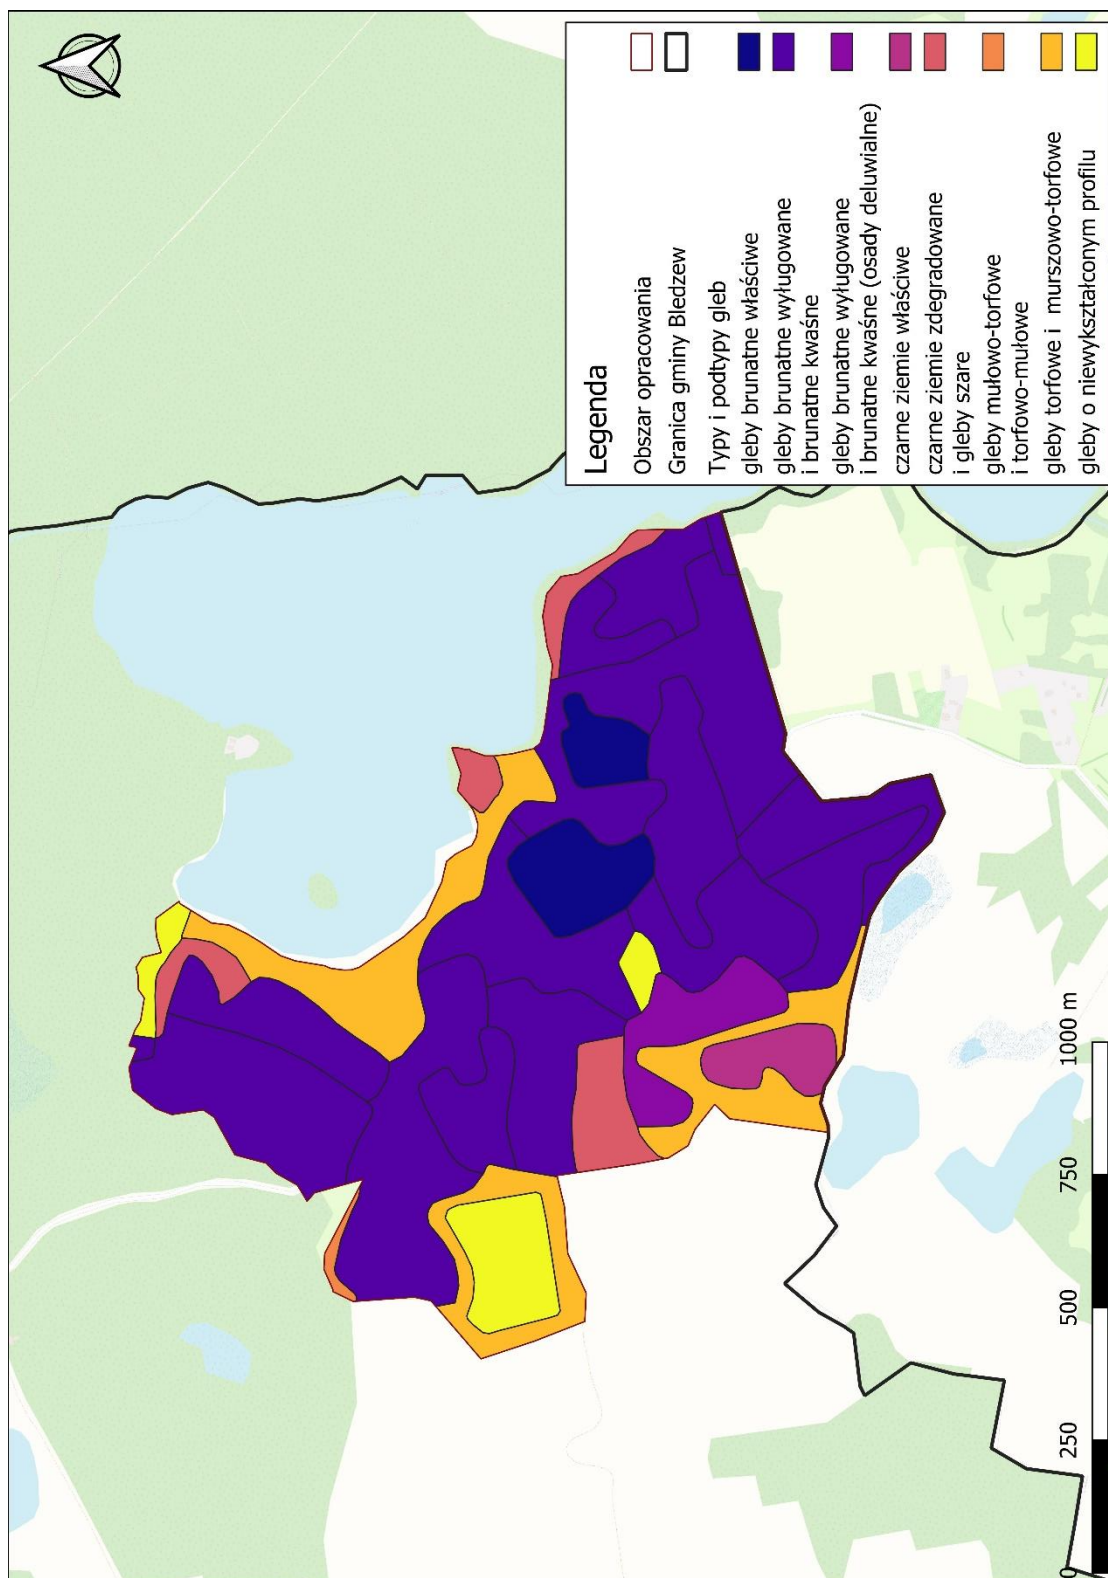 Legenda
Obszar opracowania
Granica gminy Bledzew
Typy i podtypy gleb
gleby brunatne właściwe
gleby brunatne wyługowane
i brunatne kwaśne
gleby brunatne wyługowane
i brunatne kwaśne (osady deluwialne)
czarne ziemie właściwe
czarne ziemie zdegradowane
i gleby szare
gleby mułowo-torfowe
i torfowo-mułowe
gleby torfowe i murszowo-torfowe
gleby o niewykształconym profilu
0 250 500 750 1000 m